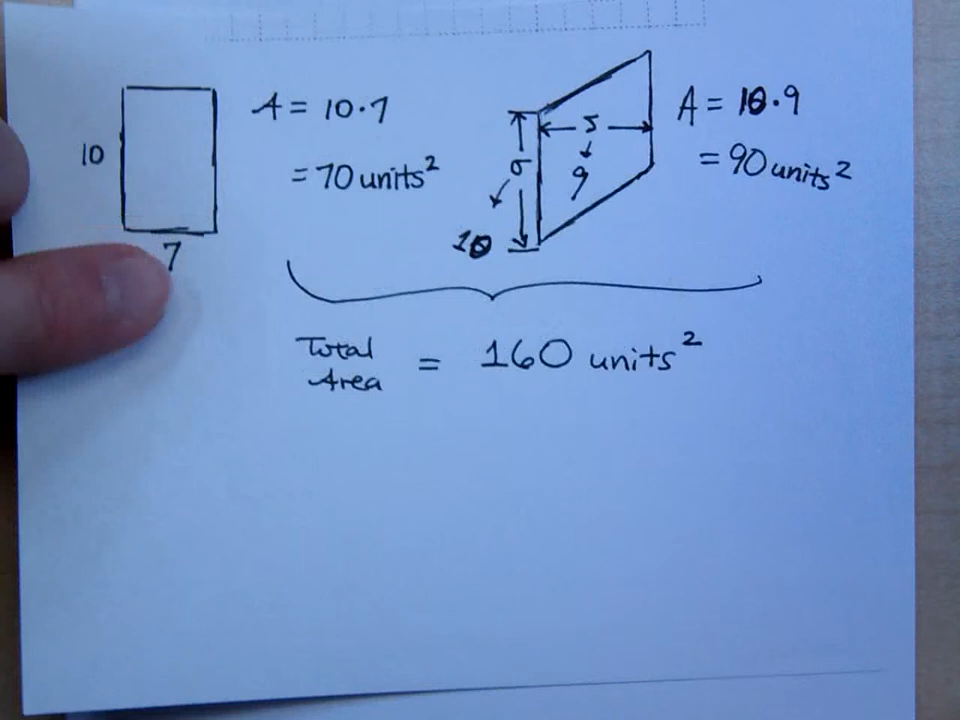 10
7
A = 10·7
= 70 units²
5
9
σ
10
A = 10·9
= 90 units²
Total
Area
= 160 units²